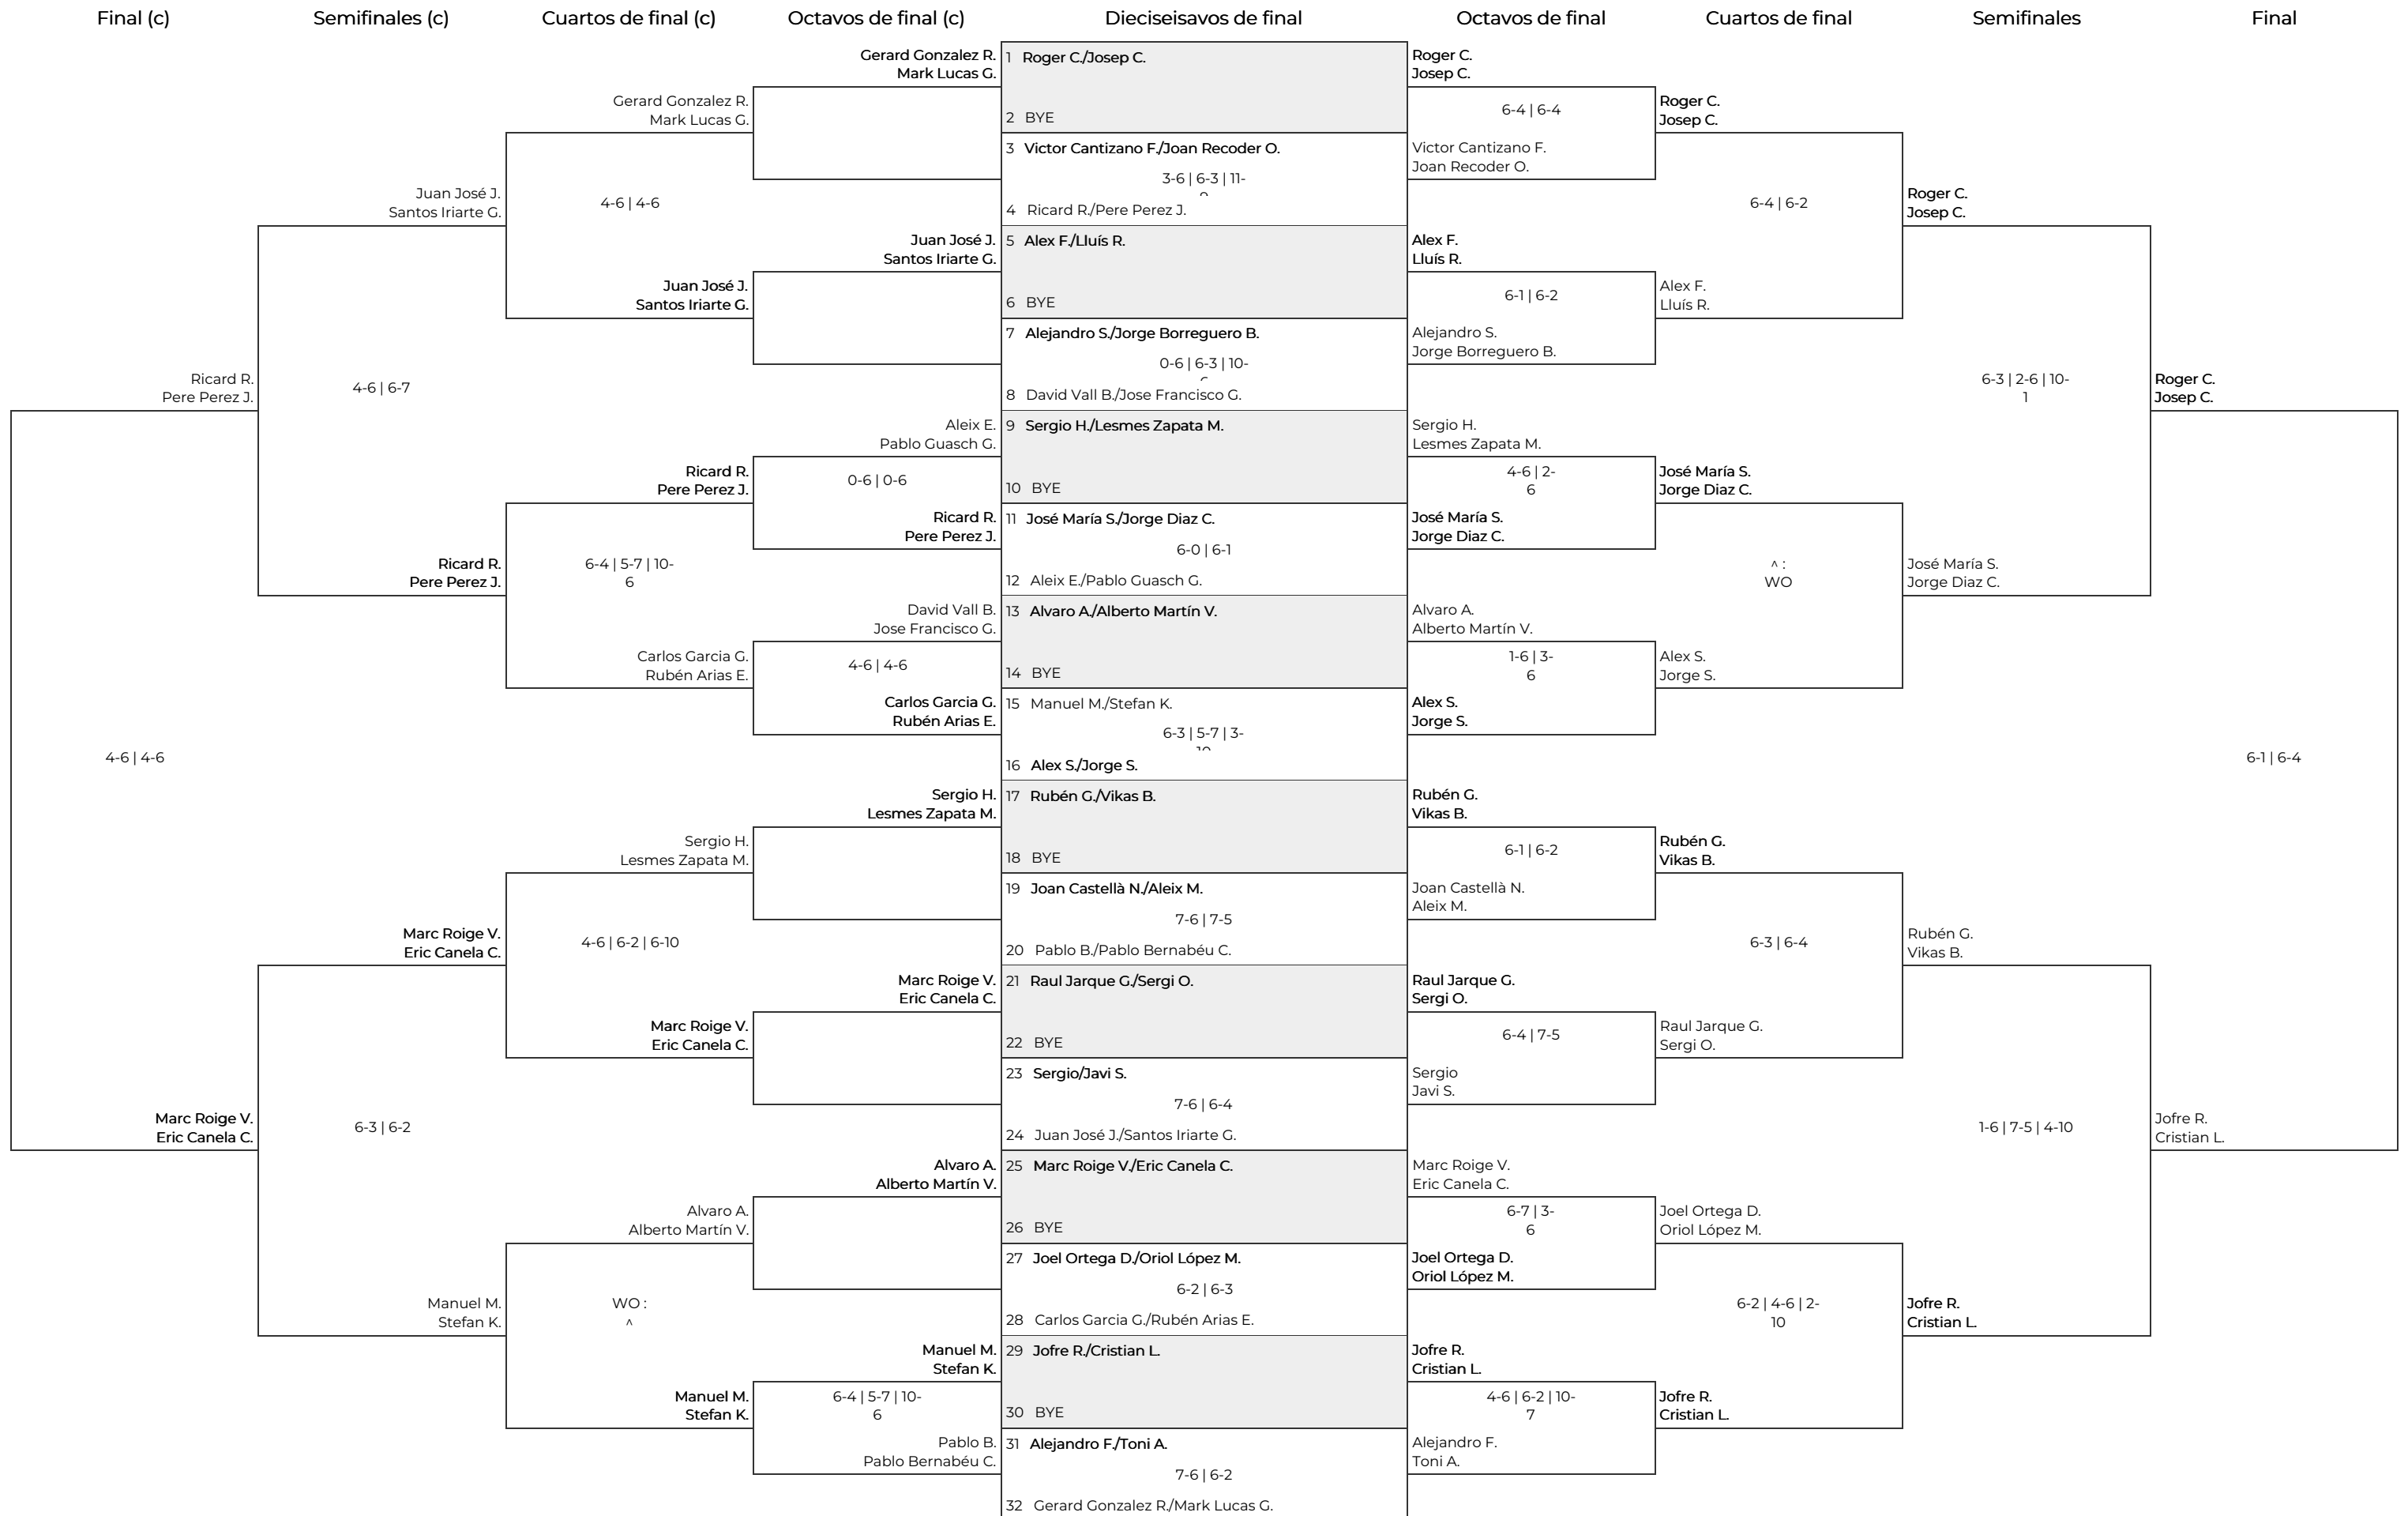 Final (c)
Semifinales (c)
Cuartos de final (c)
Octavos de final (c)
Dieciseisavos de final
Octavos de final
Cuartos de final
Semifinales
Final
Ricard R.
Pere Perez J.
4-6 | 4-6
Marc Roige V.
Eric Canela C.
Juan José J.
Santos Iriarte G.
4-6 | 6-7
Ricard R.
Pere Perez J.
Marc Roige V.
Eric Canela C.
6-3 | 6-2
Manuel M.
Stefan K.
Gerard Gonzalez R.
Mark Lucas G.
4-6 | 4-6
Juan José J.
Santos Iriarte G.
Ricard R.
Pere Perez J.
6-4 | 5-7 | 10-
6
Carlos Garcia G.
Rubén Arias E.
Sergio H.
Lesmes Zapata M.
4-6 | 6-2 | 6-10
Marc Roige V.
Eric Canela C.
Alvaro A.
Alberto Martín V.
WO :
^
Manuel M.
Stefan K.
Gerard Gonzalez R.
Mark Lucas G.
Juan José J.
Santos Iriarte G.
Aleix E.
Pablo Guasch G.
0-6 | 0-6
Ricard R.
Pere Perez J.
David Vall B.
Jose Francisco G.
4-6 | 4-6
Carlos Garcia G.
Rubén Arias E.
Sergio H.
Lesmes Zapata M.
Marc Roige V.
Eric Canela C.
Alvaro A.
Alberto Martín V.
Manuel M.
Stefan K.
6-4 | 5-7 | 10-
6
Pablo B.
Pablo Bernabéu C.
1 Roger C./Josep C.
2 BYE
3 Victor Cantizano F./Joan Recoder O.
3-6 | 6-3 | 11-
4 Ricard R./Pere Perez J.
5 Alex F./Lluís R.
6 BYE
7 Alejandro S./Jorge Borreguero B.
0-6 | 6-3 | 10-
8 David Vall B./Jose Francisco G.
9 Sergio H./Lesmes Zapata M.
10 BYE
11 José María S./Jorge Diaz C.
6-0 | 6-1
12 Aleix E./Pablo Guasch G.
13 Alvaro A./Alberto Martín V.
14 BYE
15 Manuel M./Stefan K.
6-3 | 5-7 | 3-
10
16 Alex S./Jorge S.
17 Rubén G./Vikas B.
18 BYE
19 Joan Castellà N./Aleix M.
7-6 | 7-5
20 Pablo B./Pablo Bernabéu C.
21 Raul Jarque G./Sergi O.
22 BYE
23 Sergio/Javi S.
7-6 | 6-4
24 Juan José J./Santos Iriarte G.
25 Marc Roige V./Eric Canela C.
26 BYE
27 Joel Ortega D./Oriol López M.
6-2 | 6-3
28 Carlos Garcia G./Rubén Arias E.
29 Jofre R./Cristian L.
30 BYE
31 Alejandro F./Toni A.
7-6 | 6-2
32 Gerard Gonzalez R./Mark Lucas G.
Roger C.
Josep C.
6-4 | 6-4
Victor Cantizano F.
Joan Recoder O.
Alex F.
Lluís R.
6-1 | 6-2
Alejandro S.
Jorge Borreguero B.
Sergio H.
Lesmes Zapata M.
4-6 | 2-
6
José María S.
Jorge Diaz C.
Alvaro A.
Alberto Martín V.
1-6 | 3-
6
Alex S.
Jorge S.
Rubén G.
Vikas B.
6-1 | 6-2
Joan Castellà N.
Aleix M.
Raul Jarque G.
Sergi O.
6-4 | 7-5
Sergio
Javi S.
Marc Roige V.
Eric Canela C.
6-7 | 3-
6
Joel Ortega D.
Oriol López M.
Jofre R.
Cristian L.
4-6 | 6-2 | 10-
7
Alejandro F.
Toni A.
Roger C.
Josep C.
6-4 | 6-2
Alex F.
Lluís R.
José María S.
Jorge Diaz C.
^ :
WO
Alex S.
Jorge S.
Rubén G.
Vikas B.
6-3 | 6-4
Raul Jarque G.
Sergi O.
Joel Ortega D.
Oriol López M.
6-2 | 4-6 | 2-
10
Jofre R.
Cristian L.
Roger C.
Josep C.
6-3 | 2-6 | 10-
1
José María S.
Jorge Diaz C.
Rubén G.
Vikas B.
1-6 | 7-5 | 4-10
Jofre R.
Cristian L.
Roger C.
Josep C.
6-1 | 6-4
Jofre R.
Cristian L.